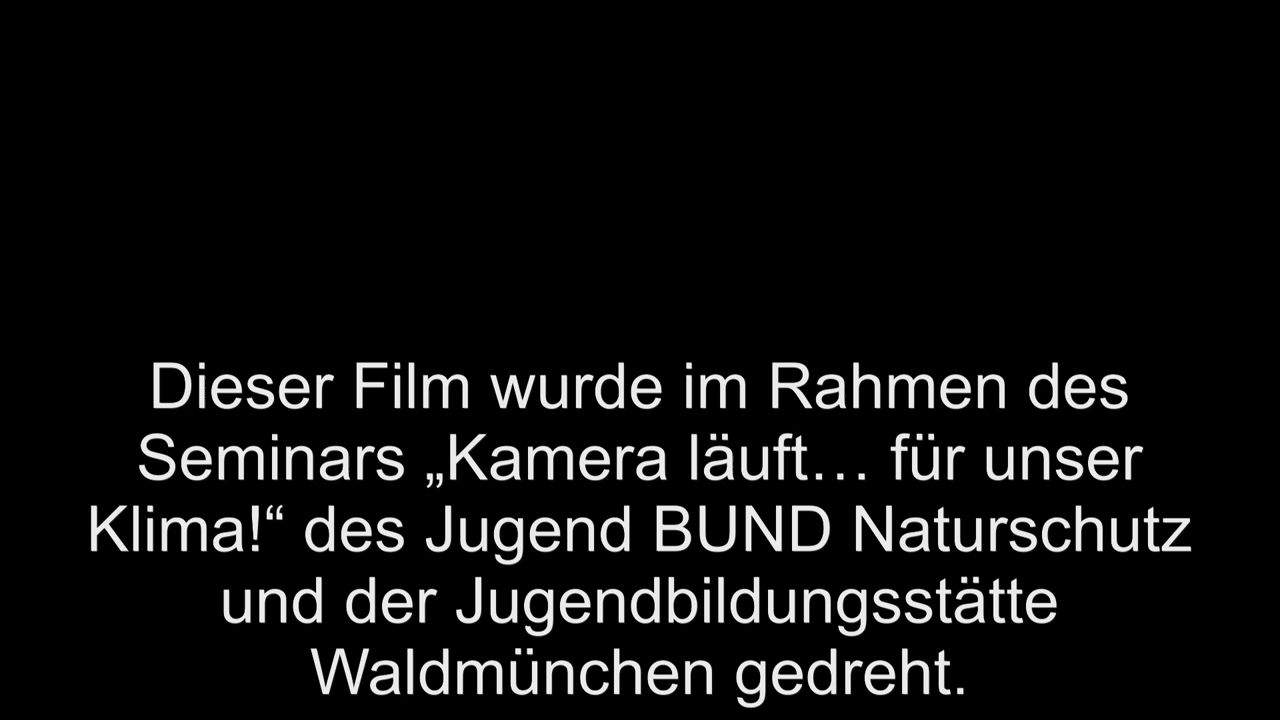 Dieser Film wurde im Rahmen des
Seminars „Kamera läuft… für unser
Klima!“ des Jugend BUND Naturschutz
und der Jugendbildungsstätte
Waldmünchen gedreht.